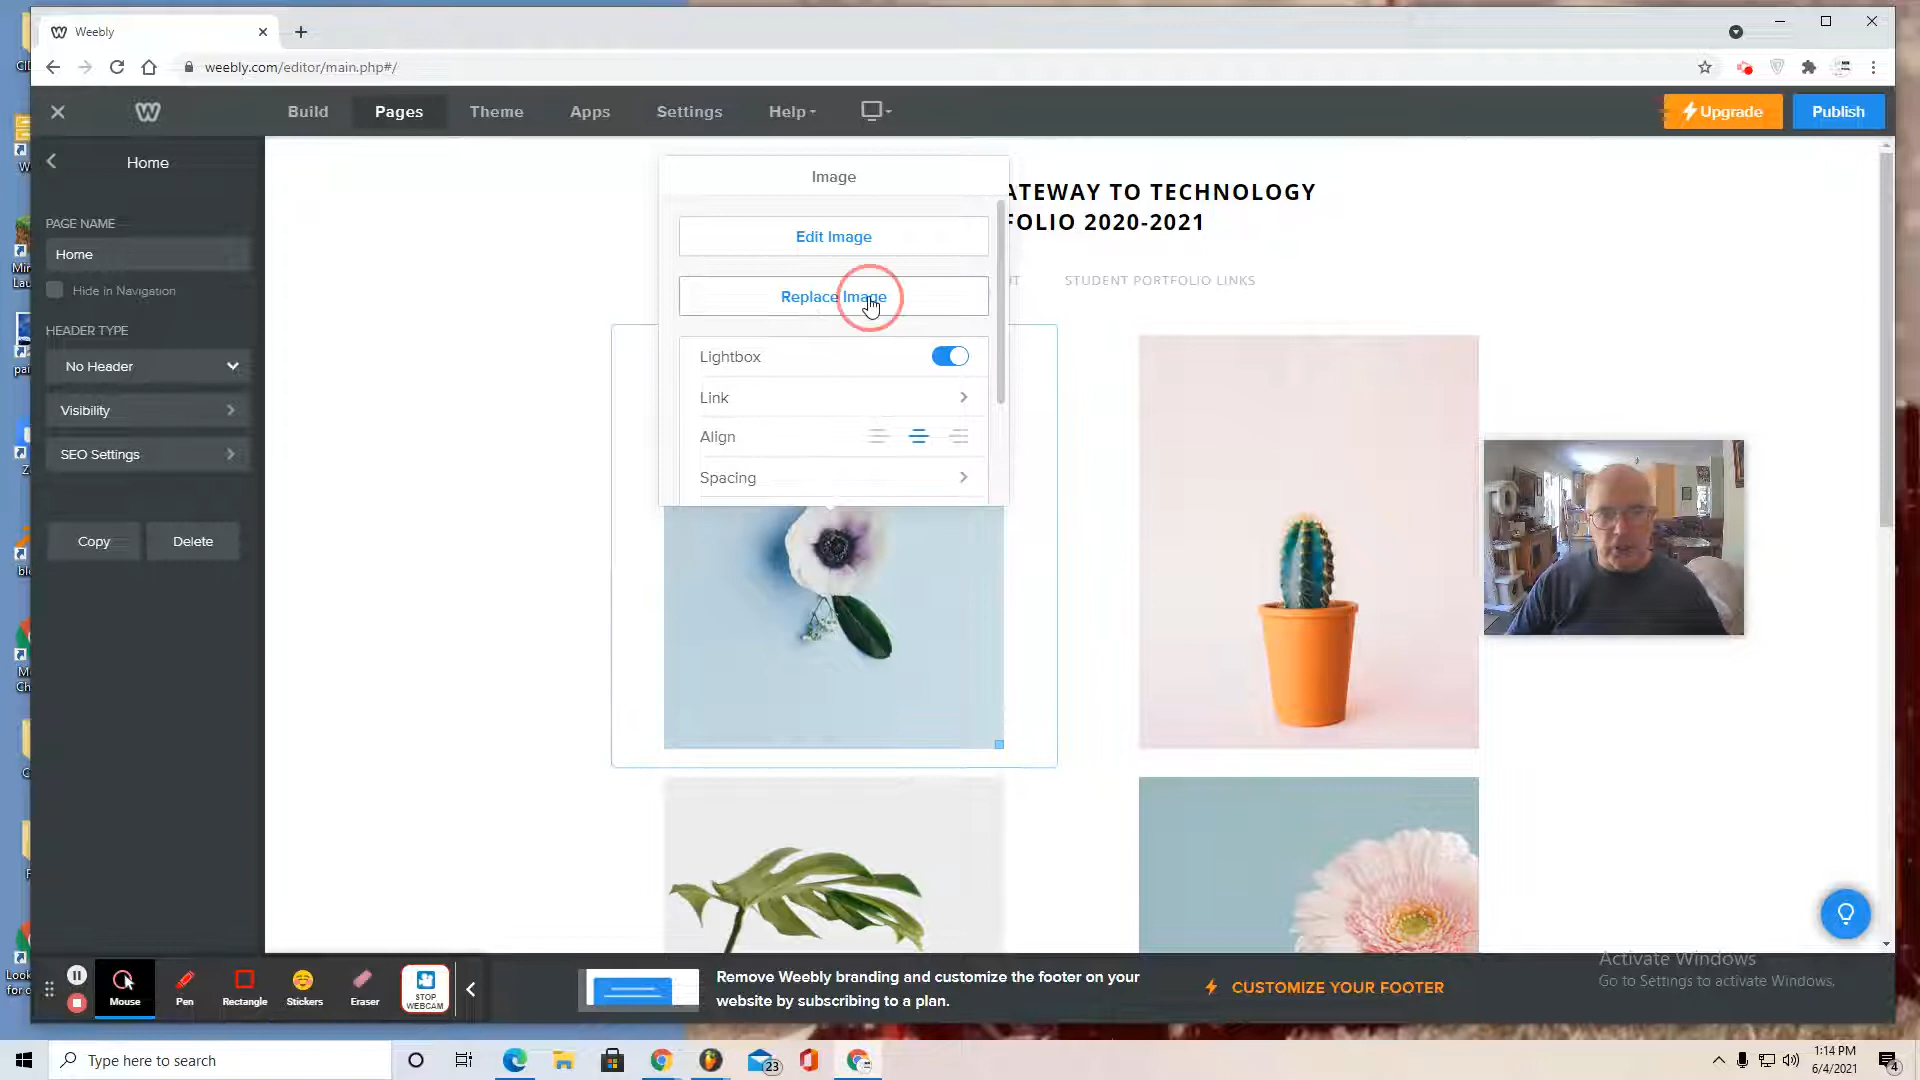 Weebly
weebly.com/editor/main.php#/
Build
Pages
Theme
Apps
Settings
Help
Upgrade
Publish
Home
PAGE NAME
Home
Hide in Navigation
HEADER TYPE
No Header
Visibility
SEO Settings
Copy
Delete
Image
Edit Image
Replace Image
Lightbox
Link
Align
Spacing
ATEWAY TO TECHNOLOGY
FOLIO 2020-2021
STUDENT PORTFOLIO LINKS
Mouse
Pen
Rectangle
Stickers
Eraser
STOP
WEBCAM
Remove Weebly branding and customize the footer on your
website by subscribing to a plan.
CUSTOMIZE YOUR FOOTER
Activate Windows
Go to Settings to activate Windows.
Type here to search
23
1:14 PM
6/4/2021
4